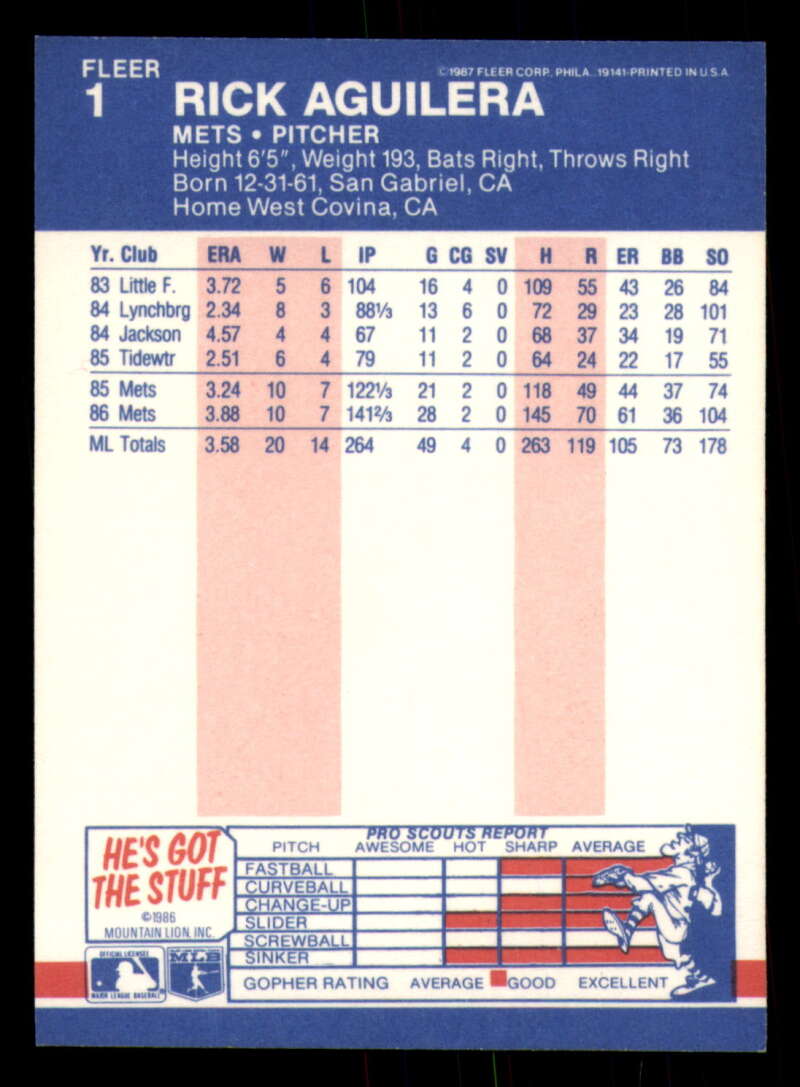 FLEER
©1987 FLEER CORP., PHILA., 19141-PRINTED IN U.S.A.
1 RICK AGUILERA
METS • PITCHER
Height 6'5", Weight 193, Bats Right, Throws Right
Born 12-31-61, San Gabriel, CA
Home West Covina, CA
Yr. Club ERA W L IP G CG SV H R ER BB SO
83 Little F. 3.72 5 6 104 16 4 0 109 55 43 26 84
84 Lynchbrg 2.34 8 3 88⅓ 13 6 0 72 29 23 28 101
84 Jackson 4.57 4 4 67 11 2 0 68 37 34 19 71
85 Tidewtr 2.51 6 4 79 11 2 0 64 24 22 17 55
85 Mets 3.24 10 7 122⅓ 21 2 0 118 49 44 37 74
86 Mets 3.88 10 7 141⅔ 28 2 0 145 70 61 36 104
ML Totals 3.58 20 14 264 49 4 0 263 119 105 73 178
HE'S GOT
THE STUFF
©1986
MOUNTAIN LION, INC.
OFFICIAL LICENSEE
MAJOR LEAGUE BASEBALL
MLB
PRO SCOUTS REPORT
PITCH AWESOME HOT SHARP AVERAGE
FASTBALL
CURVEBALL
CHANGE-UP
SLIDER
SCREWBALL
SINKER
GOPHER RATING AVERAGE GOOD EXCELLENT